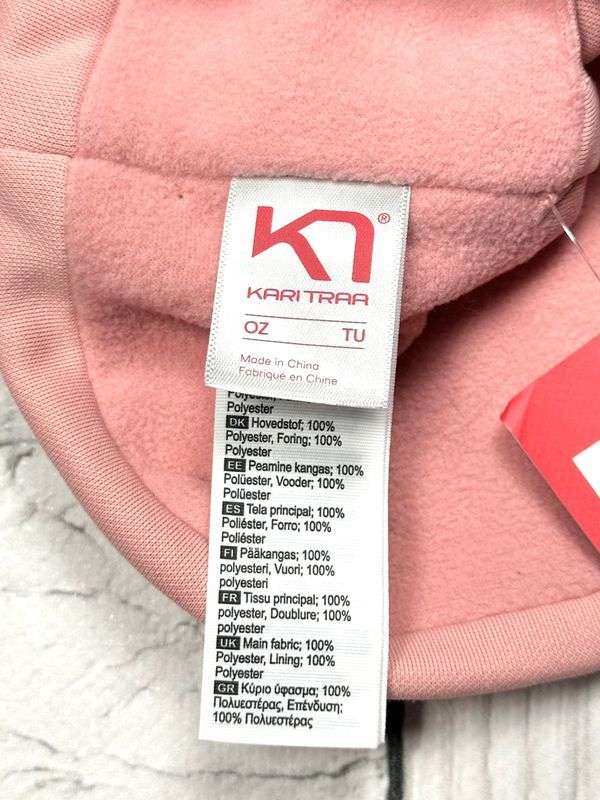 ®
KARI TRAA
OZ TU
Made in China
Fabriqué en Chine
Polyester
DK Hovedstof; 100%
Polyester, Foring; 100%
Polyester
EE Peamine kangas; 100%
Polüester, Vooder; 100%
Polüester
ES Tela principal; 100%
Poliéster, Forro; 100%
Poliéster
FI Pääkangas; 100%
polyesteri, Vuori; 100%
polyesteri
FR Tissu principal; 100%
polyester, Doublure; 100%
polyester
UK Main fabric; 100%
Polyester, Lining; 100%
Polyester
GR Κύριο ύφασμα; 100%
Πολυεστέρας, Επένδυση;
100% Πολυεστέρας